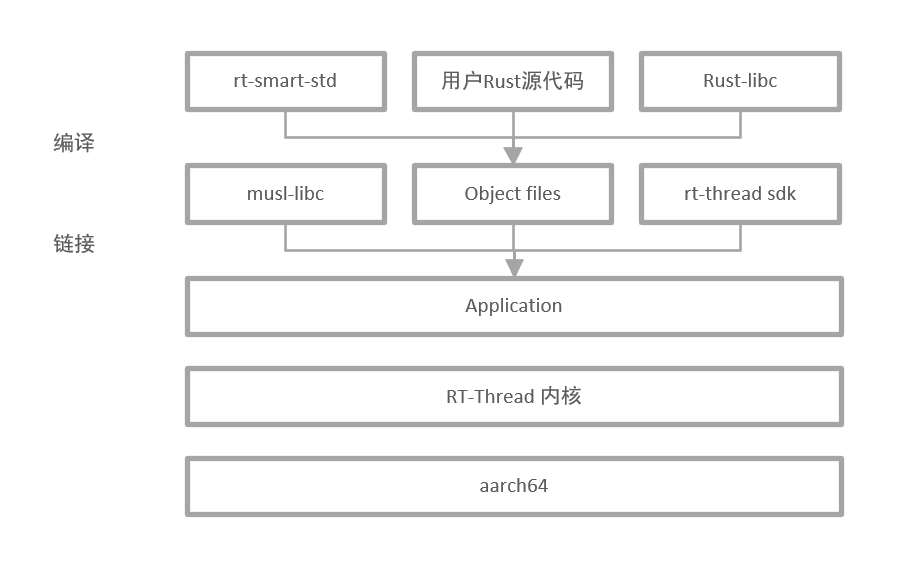 rt-smart-std
用户Rust源代码
Rust-libc
编译
musl-libc
Object files
rt-thread sdk
链接
Application
RT-Thread 内核
aarch64